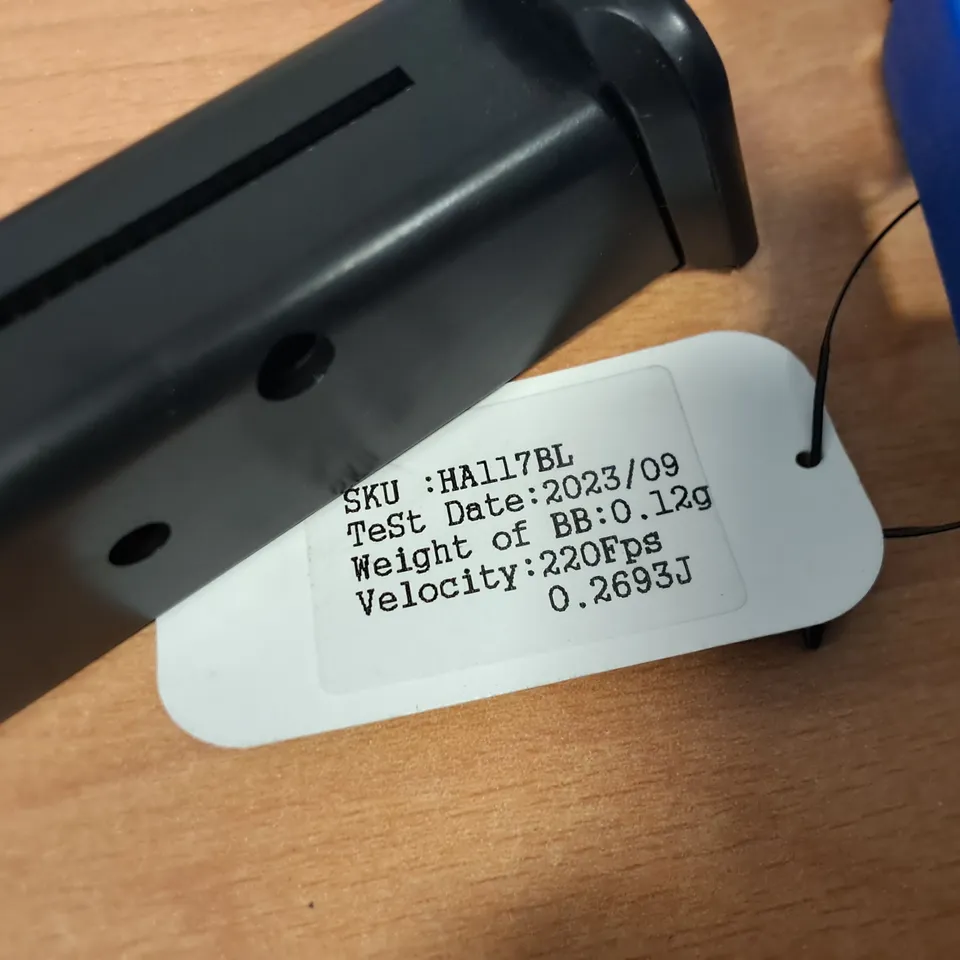 SKU :HA117BL
TeSt Date:2023/09
Weight of BB:0.12g
Velocity:220Fps
0.2693J